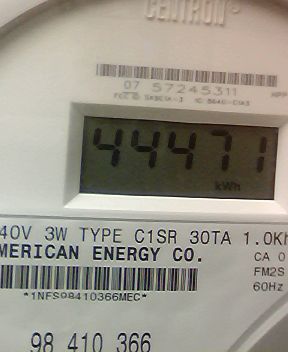 CENTRON®
07 57245311
44471
kWh
40V 3W TYPE C1SR 30TA 1.0Kh
MERICAN ENERGY CO.
CA 0
FM2S
*1NFS98410366MEC*
60Hz
98 410 366